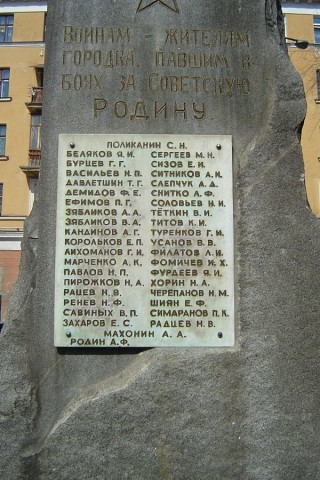 ВОИНАМ - ЖИТЕЛЯМ
ГОРОДКА, ПАВШИМ В
БОЯХ ЗА СОВЕТСКУЮ
РОДИНУ
ПОЛИКАНИН С. Н.
БЕЛЯКОВ Я. И. СЕРГЕЕВ М. Н.
БУРЦЕВ Г. Г. СИЗОВ Е. И.
ВАСИЛЬЕВ Н. П. СИТНИКОВ А. И.
ДАВЛЕТШИН Т. Г. СЛЕПЧУК А. Д.
ДЕМИДОВ Ф. Е. СНИТКО Л. Ф.
ЕФИМОВ П. Г. СОЛОВЬЕВ Н. И.
ЗЯБЛИКОВ А. А. ТЁТКИН В. И.
ЗЯБЛИКОВ В. А. ТИТОВ К. И.
КАНДИНОВ А. Г. ТУРЕНКОВ Г. И.
КОРОЛЬКОВ Е. П. УСАНОВ В. В.
ЛИХОМАНОВ Г. И. ФИЛАТОВ Л. И.
МАРЧЕНКО А. К. ФОМИЧЕВ И. Х.
ПАВЛОВ Н. П. ФУРДЕЕВ Я. И.
ПИРОЖКОВ Н. А. ХОРИН Н. А.
РАЦЕВ Н. В. ЧЕРЕПАНОВ Н. М.
РЕНЕВ Н. Ф. ШИЯН Е. Ф.
САВИНЫХ В. П. СИМАРАНОВ П. К.
ЗАХАРОВ Е. С. РАДЦЕВ Н. В.
МАХОНИН А. А.
РОДИН А. Ф.